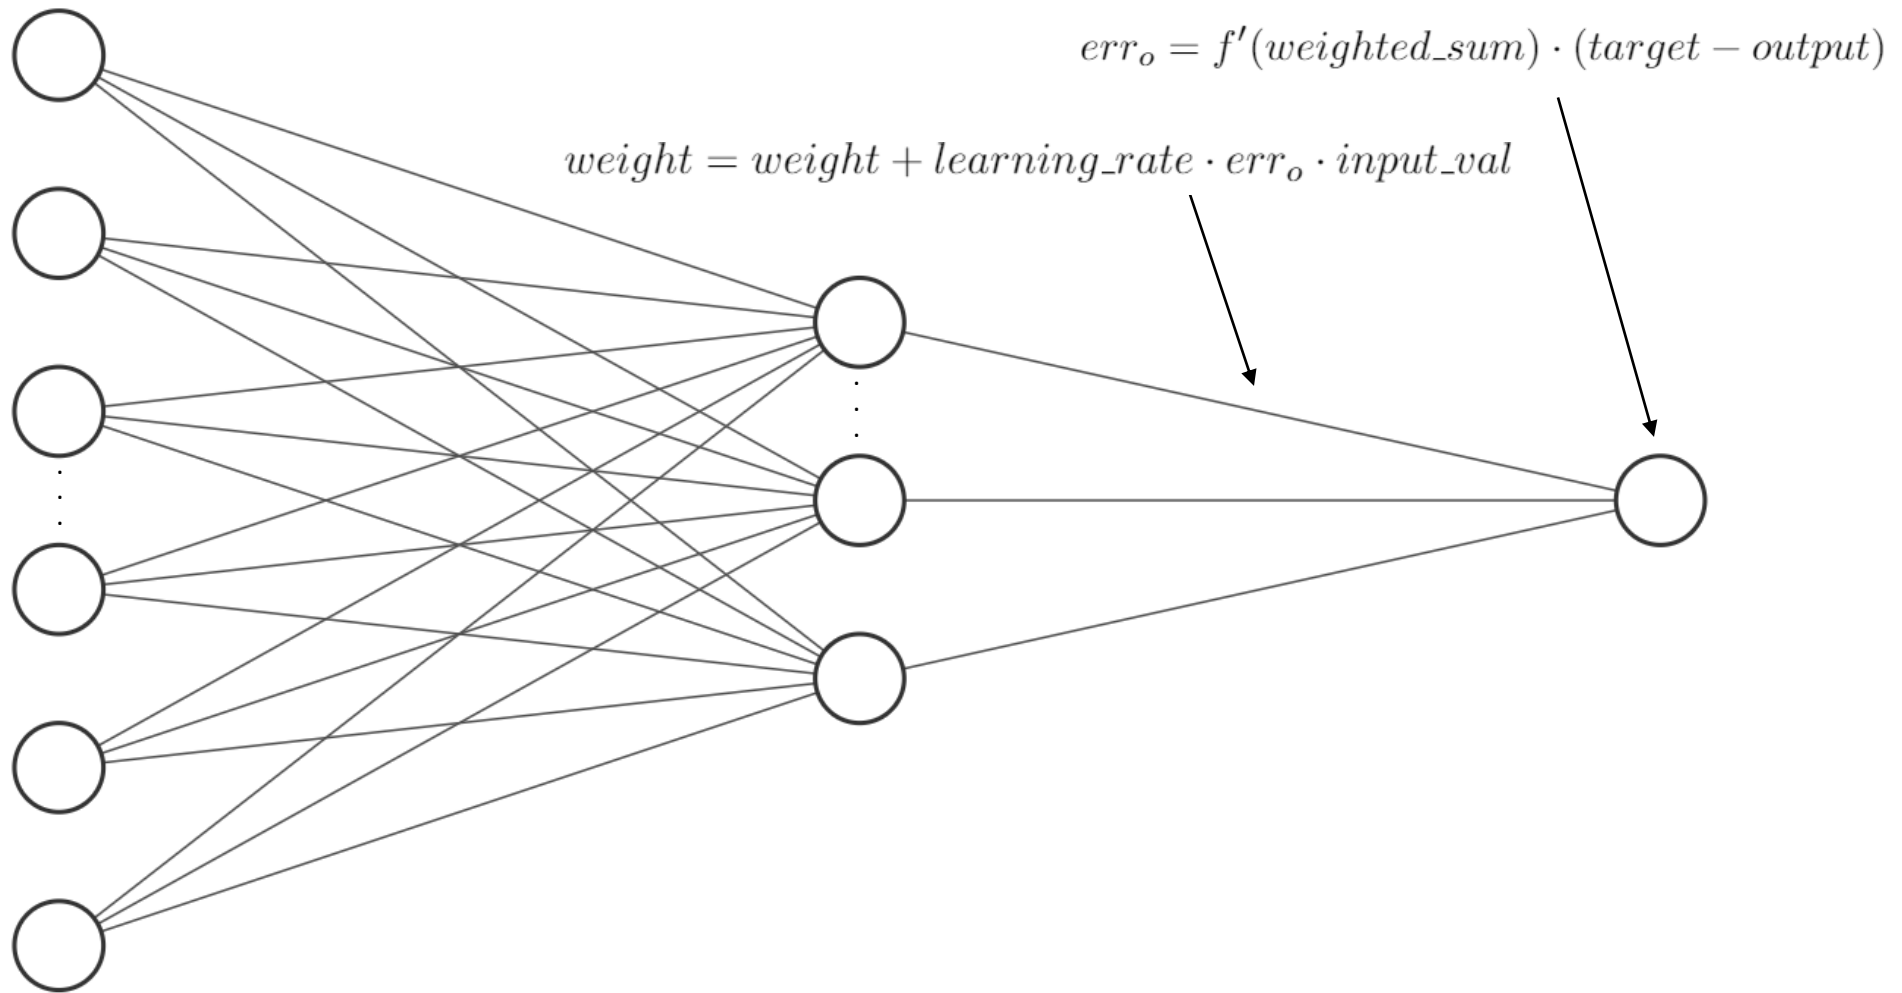 err_o = f′(weighted_sum) · (target − output)
weight = weight + learning_rate · err_o · input_val